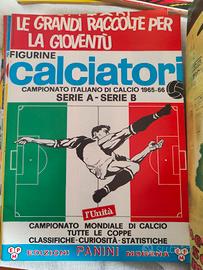 LE GRANDI RACCOLTE PER
LA GIOVENTÙ
FIGURINE
calciatori
CAMPIONATO ITALIANO DI CALCIO 1965-66
SERIE A - SERIE B
l'Unità
CAMPIONATO MONDIALE DI CALCIO
TUTTE LE COPPE
CLASSIFICHE - CURIOSITÀ - STATISTICHE
EDIZIONI PANINI MODENA